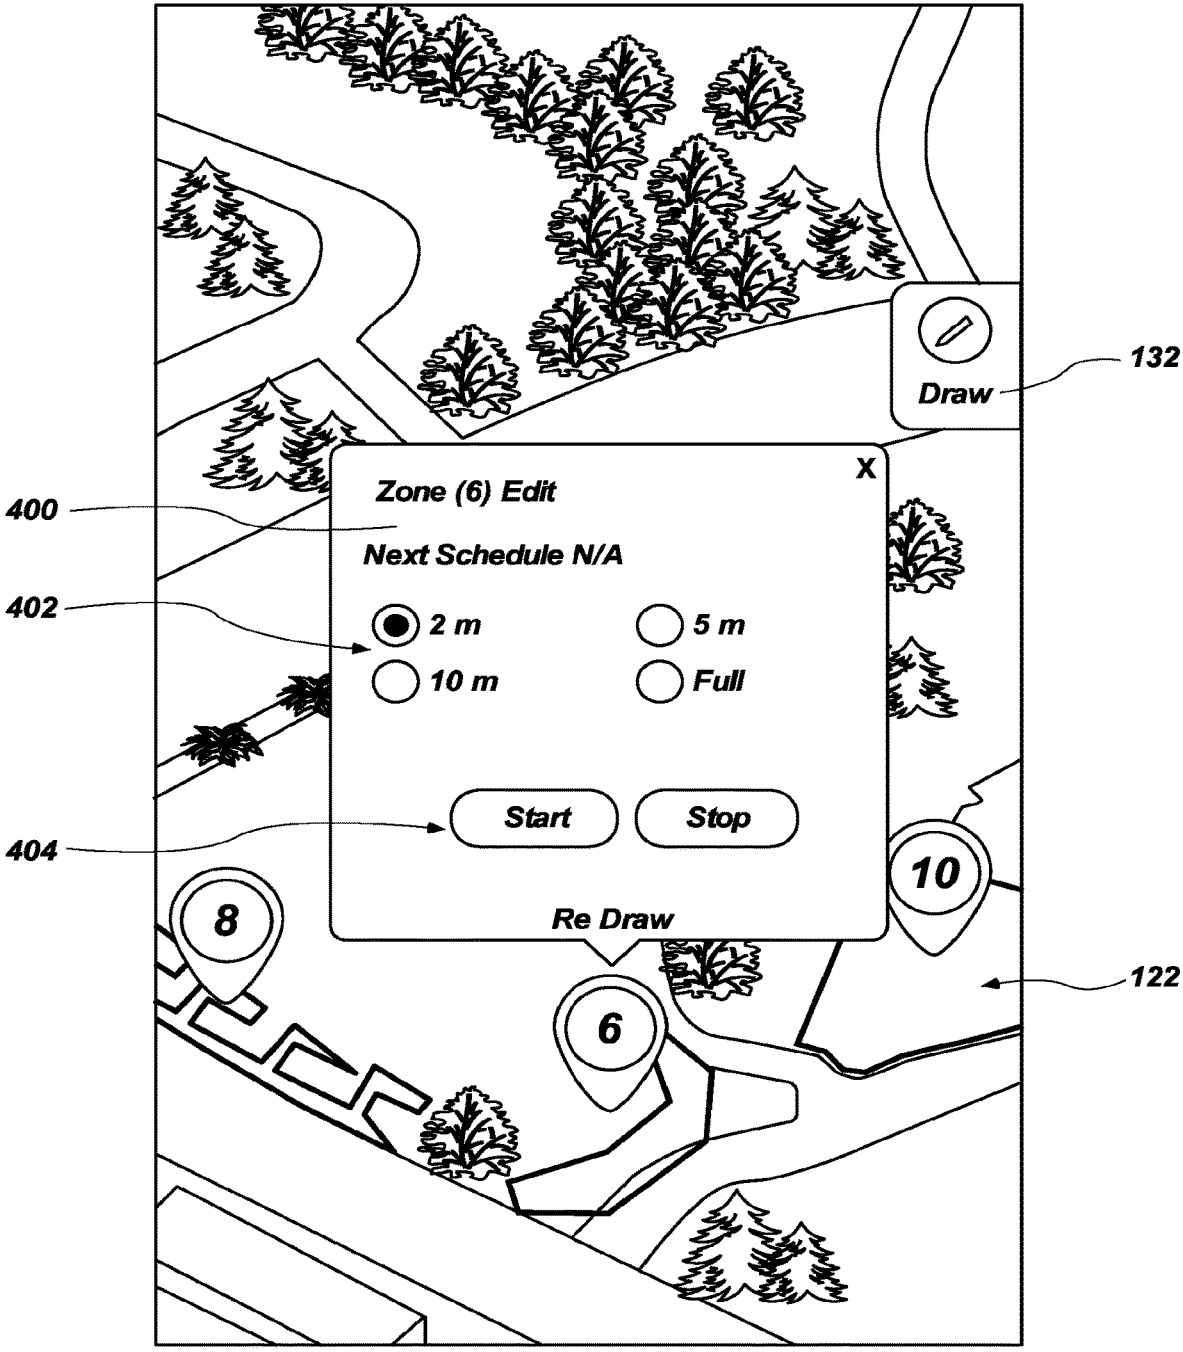 132
Draw
X
Zone (6) Edit
400
Next Schedule N/A
402
2 m
5 m
10 m
Full
Start
Stop
404
10
8
Re Draw
122
6